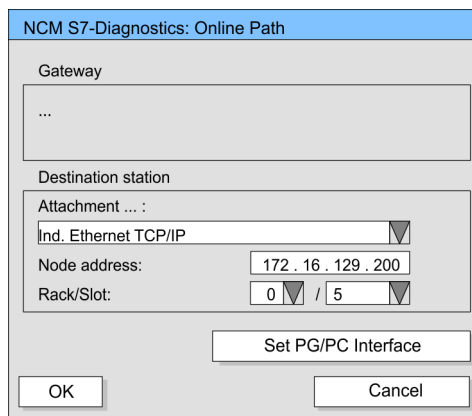 NCM S7-Diagnostics: Online Path
Gateway
...
Destination station
Attachment ... :
Ind. Ethernet TCP/IP
Node address: 172 . 16 . 129 . 200
Rack/Slot: 0 / 5
Set PG/PC Interface
OK Cancel